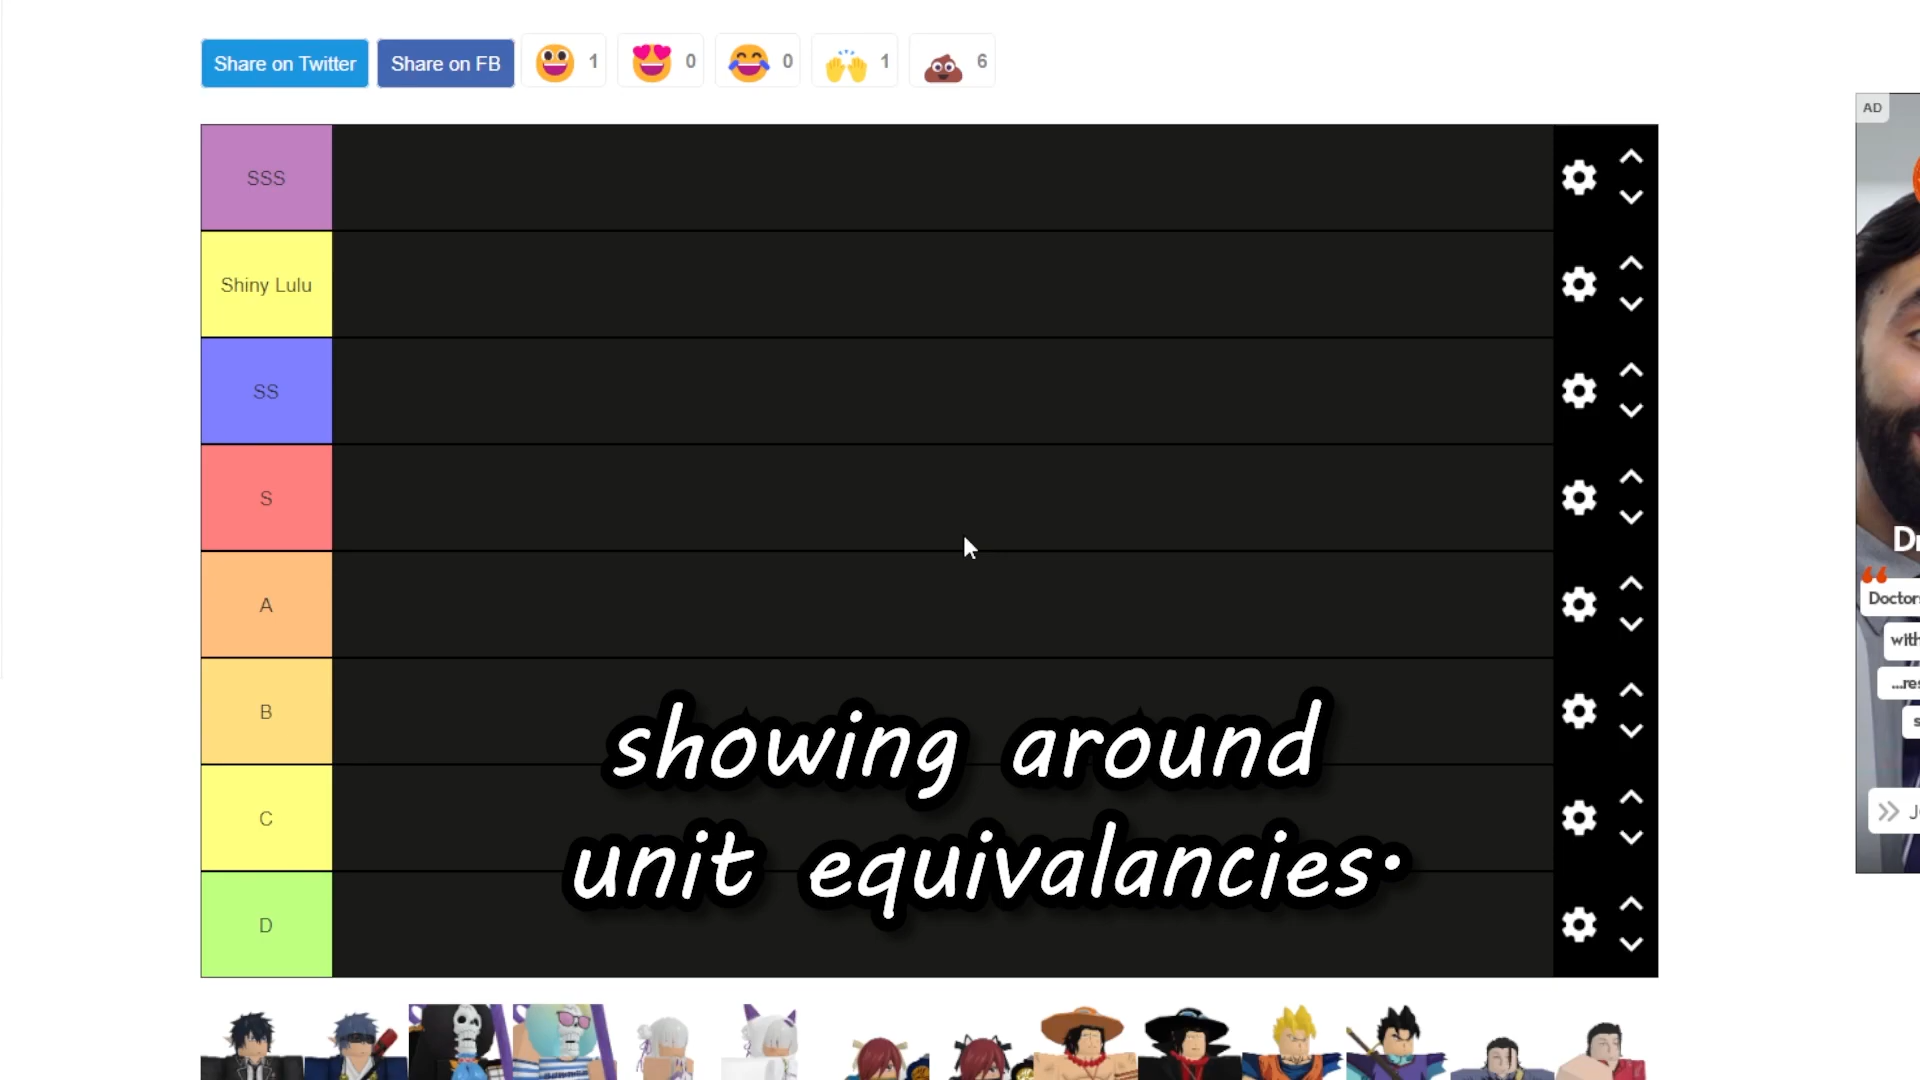 Share on Twitter Share on FB 1 0 0 1 6
AD
SSS
Shiny Lulu
SS
S
A
B
C
D
showing around
unit equivalancies.
“
Doctors
with